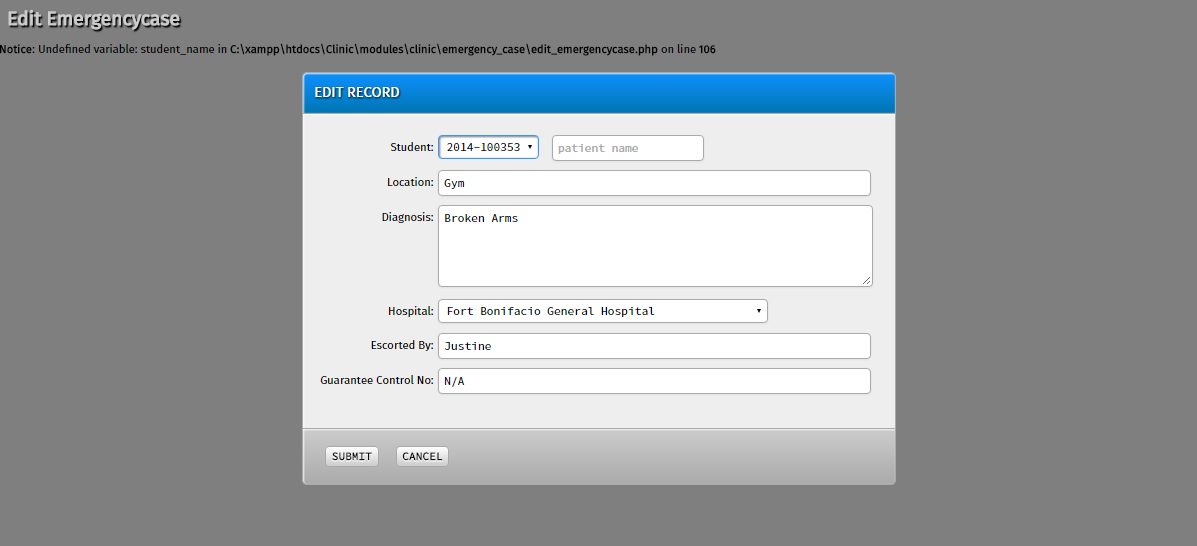 Edit Emergencycase
Notice: Undefined variable: student_name in C:\xampp\htdocs\Clinic\modules\clinic\emergency_case\edit_emergencycase.php on line 106
EDIT RECORD
Student: 2014-100353 patient name
Location: Gym
Diagnosis: Broken Arms
Hospital: Fort Bonifacio General Hospital
Escorted By: Justine
Guarantee Control No: N/A
SUBMIT CANCEL